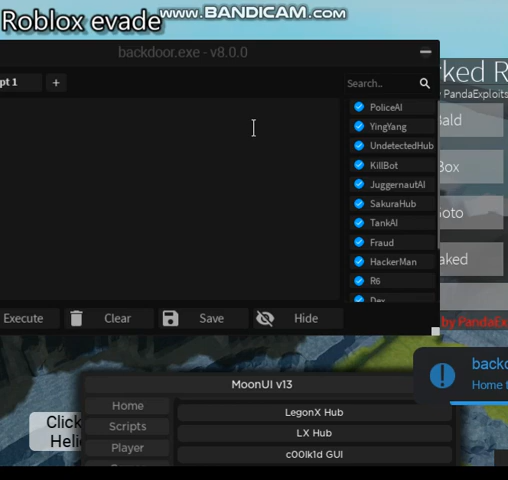 Roblox evade
www.BANDICAM.com
backdoor.exe - v8.0.0
pt 1
+
Search..
PoliceAI
YingYang
UndetectedHub
KillBot
JuggernautAI
SakuraHub
TankAI
Fraud
HackerMan
R6
Dex
Execute
Clear
Save
Hide
ked R
PandaExploits
Bald
Box
Goto
aked
by PandaEx
backd
Home t
MoonUI v13
Home
Scripts
Player
LegonX Hub
LX Hub
c00lk1d GUI
Click
Heli